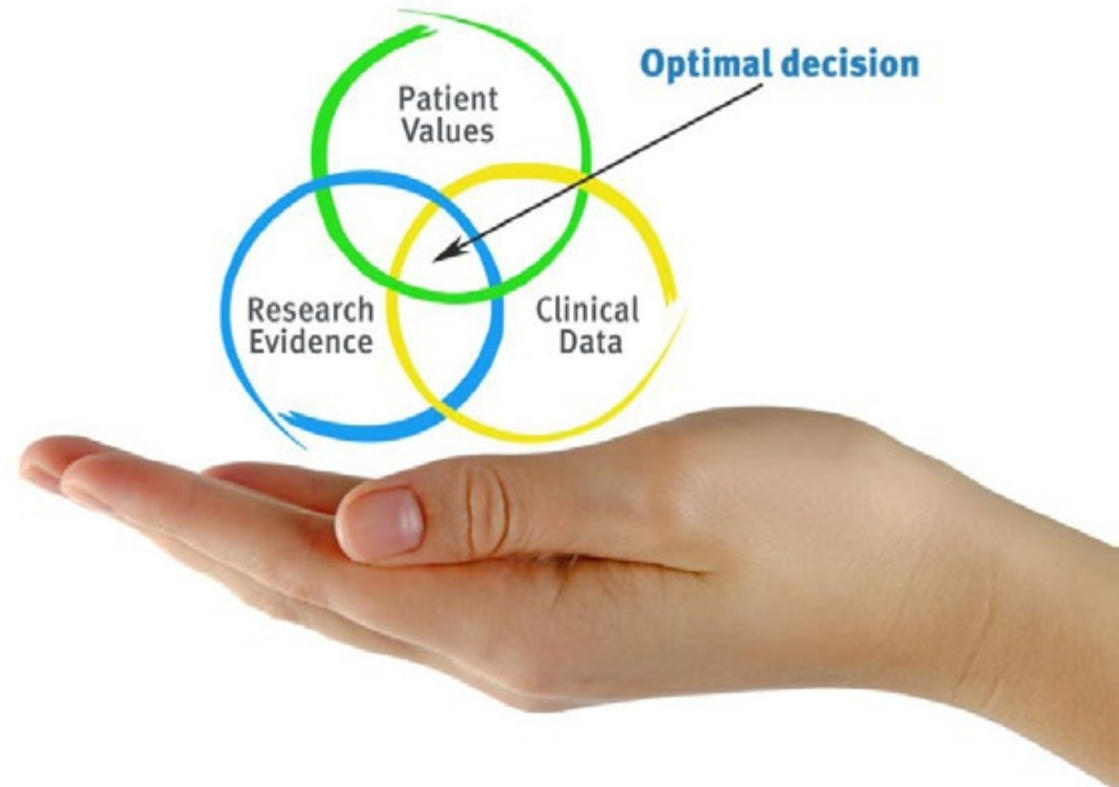 Optimal decision
Patient
Values
Research
Evidence
Clinical
Data